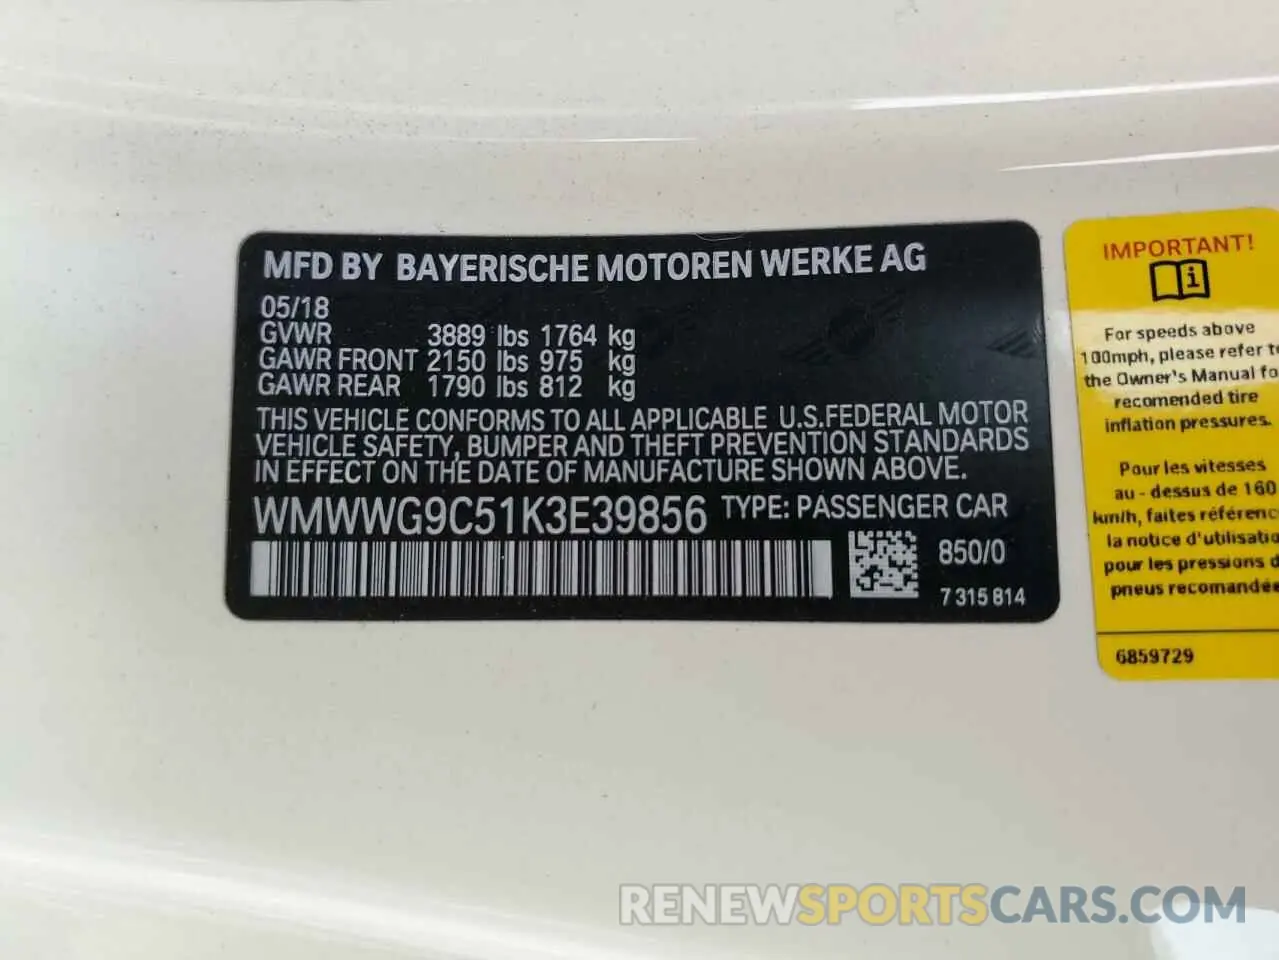 MFD BY BAYERISCHE MOTOREN WERKE AG
05/18
GVWR 3889 lbs 1764 kg
GAWR FRONT 2150 lbs 975 kg
GAWR REAR 1790 lbs 812 kg
THIS VEHICLE CONFORMS TO ALL APPLICABLE U.S.FEDERAL MOTOR
VEHICLE SAFETY, BUMPER AND THEFT PREVENTION STANDARDS
IN EFFECT ON THE DATE OF MANUFACTURE SHOWN ABOVE.
WMWWG9C51K3E39856 TYPE: PASSENGER CAR
850/0
7 315 814
IMPORTANT!
For speeds above
100mph, please refer to
the Owner's Manual fo
recomended tire
inflation pressures.
Pour les vitesses
au - dessus de 160
km/h, faites référenc
la notice d'utilisatio
pour les pressions d
pneus recomandée
6859729
RENEWSPORTSCARS.COM